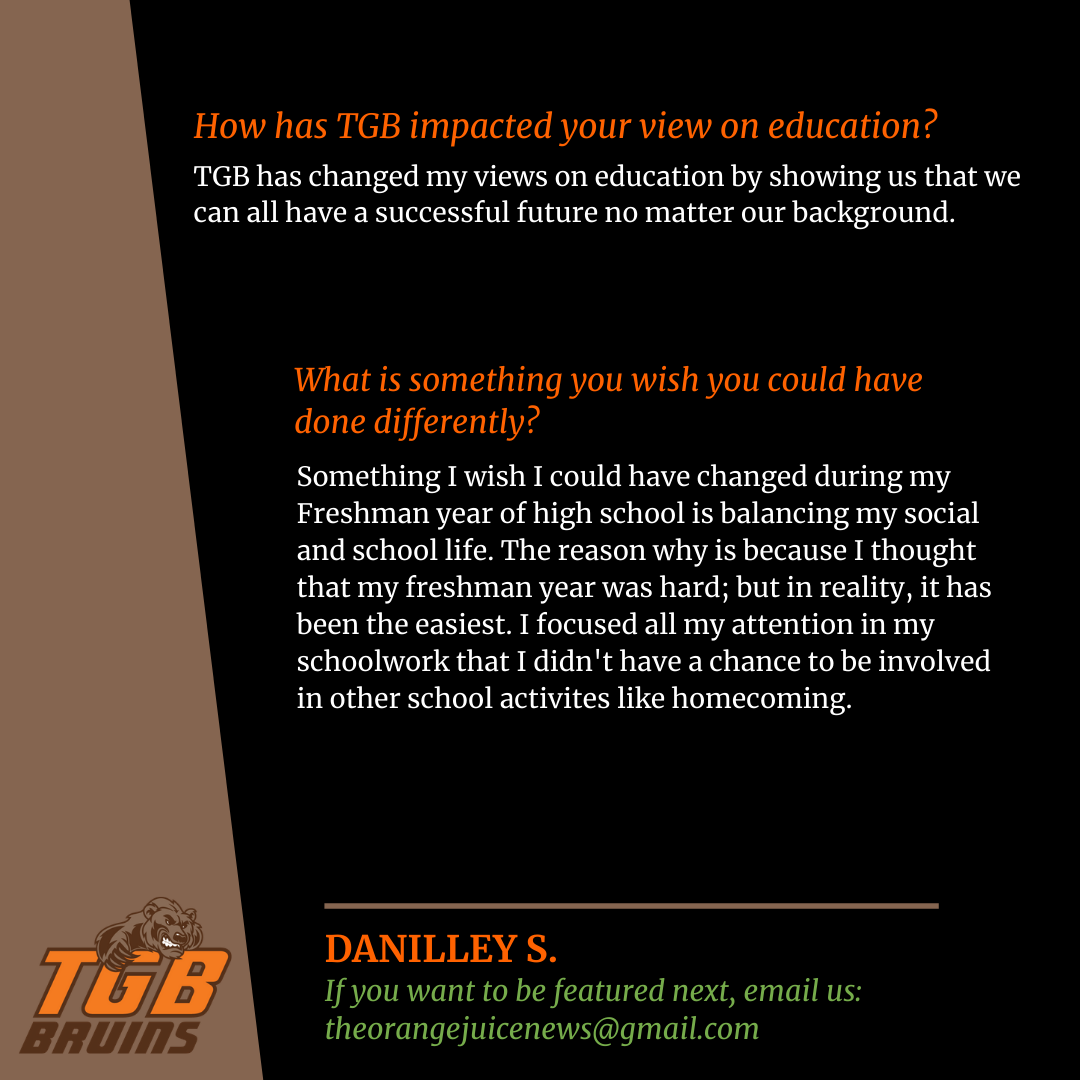 How has TGB impacted your view on education?
TGB has changed my views on education by showing us that we
can all have a successful future no matter our background.
What is something you wish you could have
done differently?
Something I wish I could have changed during my
Freshman year of high school is balancing my social
and school life. The reason why is because I thought
that my freshman year was hard; but in reality, it has
been the easiest. I focused all my attention in my
schoolwork that I didn't have a chance to be involved
in other school activites like homecoming.
DANILLEY S.
If you want to be featured next, email us:
theorangejuicenews@gmail.com
TGB
BRUINS